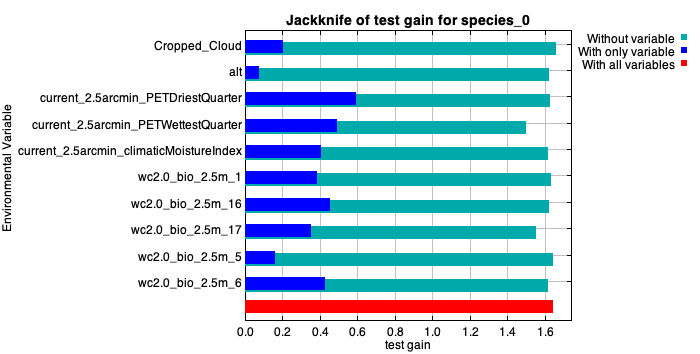 Jackknife of test gain for species_0
Without variable
With only variable
With all variables
Environmental Variable
Cropped_Cloud
alt
current_2.5arcmin_PETDriestQuarter
current_2.5arcmin_PETWettestQuarter
current_2.5arcmin_climaticMoistureIndex
wc2.0_bio_2.5m_1
wc2.0_bio_2.5m_16
wc2.0_bio_2.5m_17
wc2.0_bio_2.5m_5
wc2.0_bio_2.5m_6
0.0 0.2 0.4 0.6 0.8 1.0 1.2 1.4 1.6
test gain